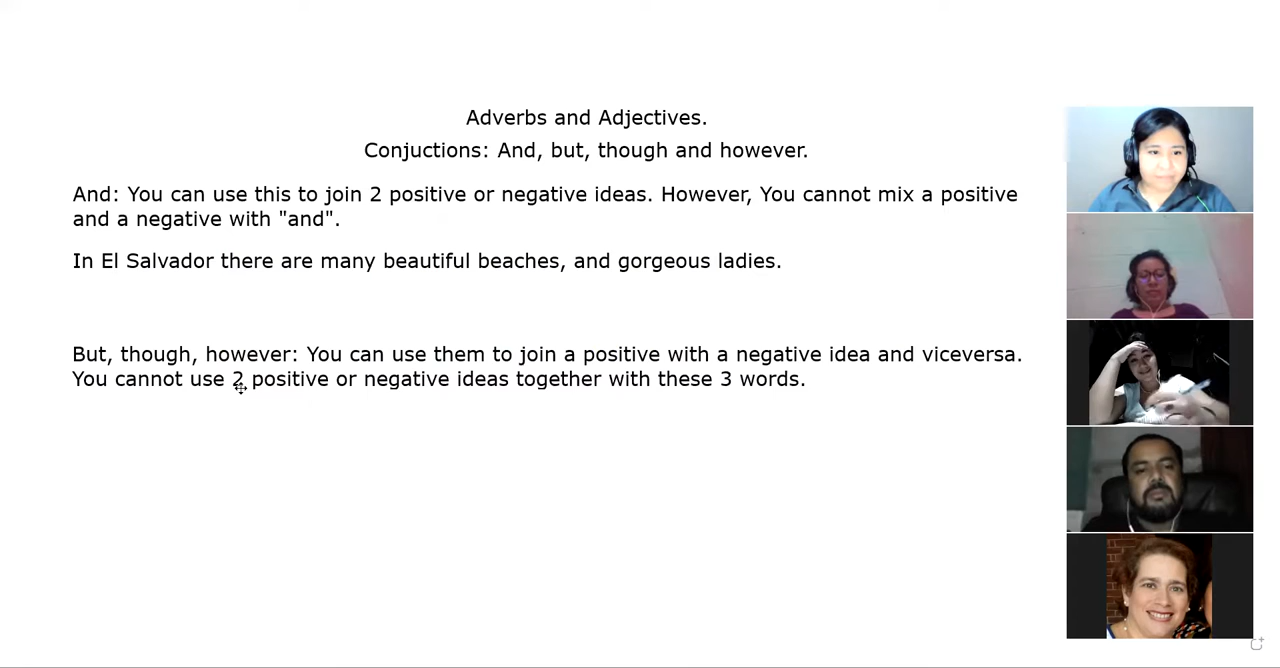 Adverbs and Adjectives.
Conjuctions: And, but, though and however.
And: You can use this to join 2 positive or negative ideas. However, You cannot mix a positive
and a negative with "and".
In El Salvador there are many beautiful beaches, and gorgeous ladies.
But, though, however: You can use them to join a positive with a negative idea and viceversa.
You cannot use 2 positive or negative ideas together with these 3 words.